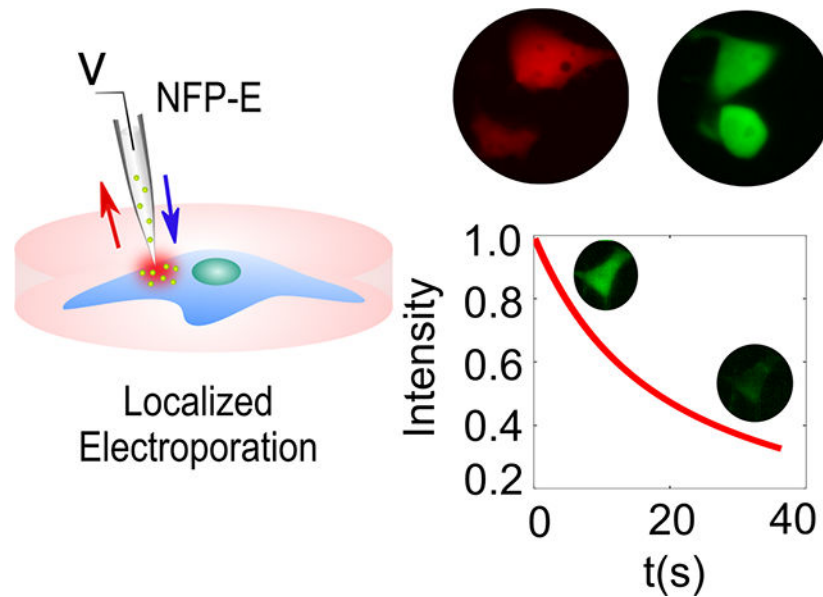 V
NFP-E
Localized
Electroporation
Intensity
1.0
0.8
0.6
0.4
0.2
0
20
40
t(s)